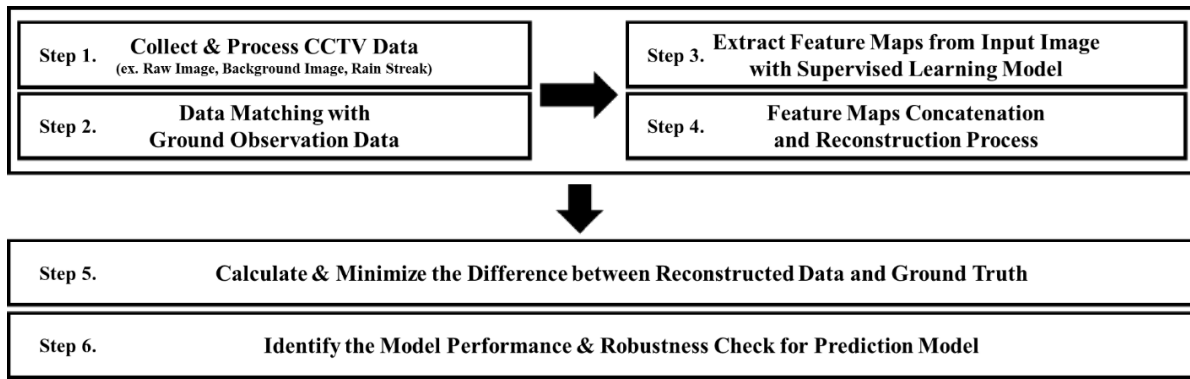 Step 1.
Collect & Process CCTV Data
(ex. Raw Image, Background Image, Rain Streak)
Step 2.
Data Matching with
Ground Observation Data
Step 3.
Extract Feature Maps from Input Image
with Supervised Learning Model
Step 4.
Feature Maps Concatenation
and Reconstruction Process
Step 5.
Calculate & Minimize the Difference between Reconstructed Data and Ground Truth
Step 6.
Identify the Model Performance & Robustness Check for Prediction Model